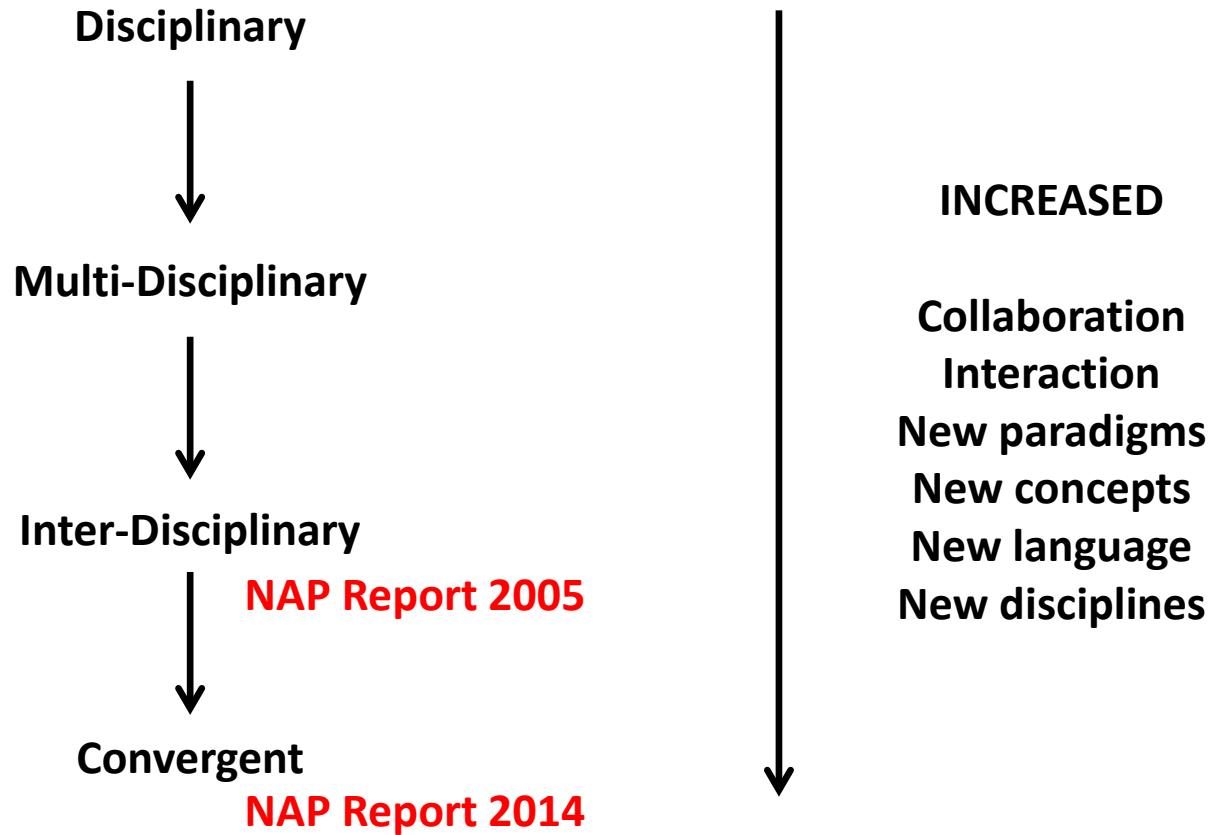 Disciplinary
Multi-Disciplinary
Inter-Disciplinary
NAP Report 2005
Convergent
NAP Report 2014
INCREASED
Collaboration
Interaction
New paradigms
New concepts
New language
New disciplines